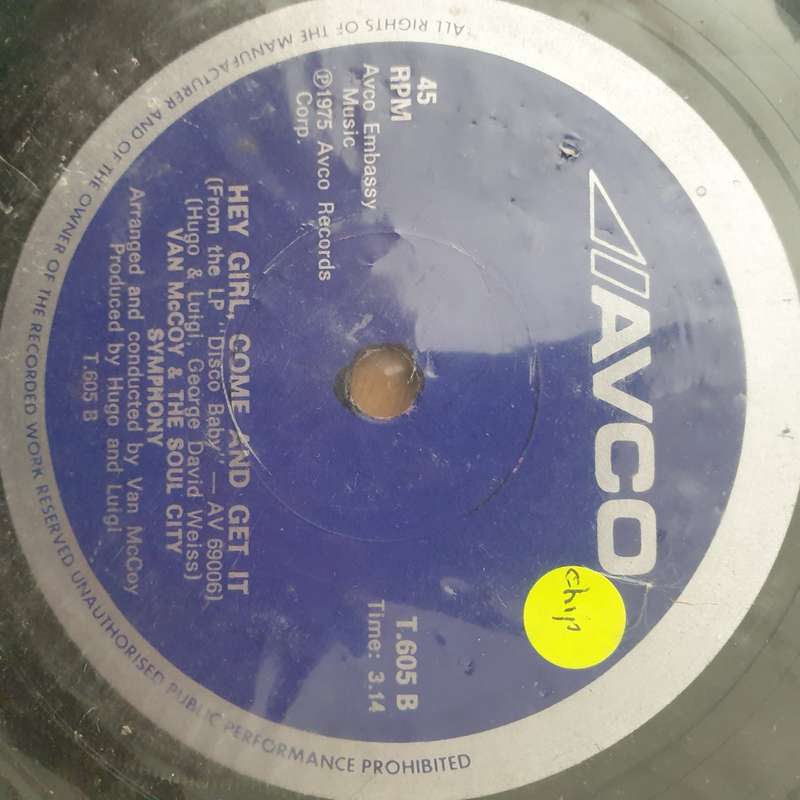 AVCO
chip
45
RPM
Avco Embassy
Music
℗1975 Avco Records
Corp.
T.605 B
Time: 3.14
HEY GIRL, COME AND GET IT
(From the LP "Disco Baby" — AV 69006)
(Hugo & Luigi, George David Weiss)
VAN McCOY & THE SOUL CITY
SYMPHONY
Arranged and conducted by Van McCoy
Produced by Hugo and Luigi
T.605 B
ALL RIGHTS OF THE MANUFACTURER AND OF THE OWNER OF THE RECORDED WORK RESERVED UNAUTHORISED PUBLIC PERFORMANCE PROHIBITED